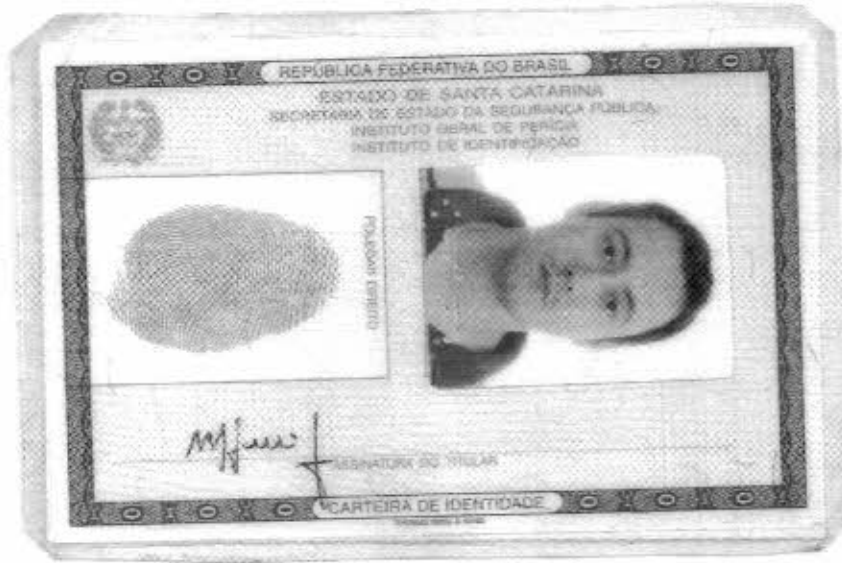 REPÚBLICA FEDERATIVA DO BRASIL
ESTADO DE SANTA CATARINA
SECRETARIA DE ESTADO DA SEGURANÇA PÚBLICA
INSTITUTO GERAL DE PERÍCIA
INSTITUTO DE IDENTIFICAÇÃO
POLEGAR DIREITO
ASSINATURA DO TITULAR
CARTEIRA DE IDENTIDADE